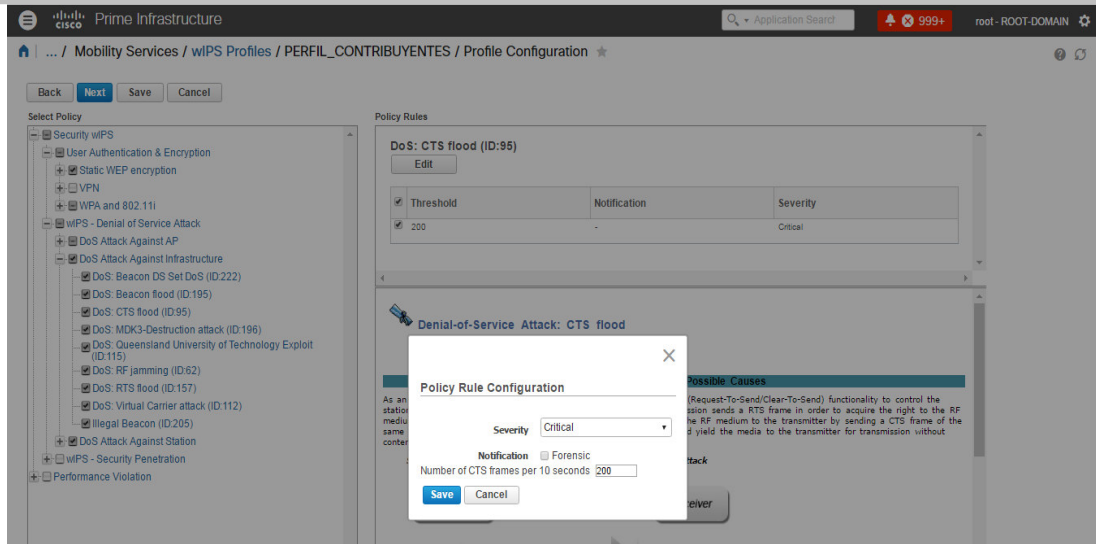 cisco Prime Infrastructure
Application Search
999+
root - ROOT-DOMAIN
... / Mobility Services / wIPS Profiles / PERFIL_CONTRIBUYENTES / Profile Configuration
Back Next Save Cancel
Select Policy
Security wIPS
User Authentication & Encryption
Static WEP encryption
VPN
WPA and 802.11i
wIPS - Denial of Service Attack
DoS Attack Against AP
DoS Attack Against Infrastructure
DoS: Beacon DS Set DoS (ID:222)
DoS: Beacon flood (ID:195)
DoS: CTS flood (ID:95)
DoS: MDK3-Destruction attack (ID:196)
DoS: Queensland University of Technology Exploit
(ID:115)
DoS: RF jamming (ID:62)
DoS: RTS flood (ID:157)
DoS: Virtual Carrier attack (ID:112)
Illegal Beacon (ID:205)
DoS Attack Against Station
wIPS - Security Penetration
Performance Violation
Policy Rules
DoS: CTS flood (ID:95)
Edit
Threshold Notification Severity
200 - Critical
Denial-of-Service Attack: CTS flood
Possible Causes
As an (Request-To-Send/Clear-To-Send) functionality to control the
station ssion sends a RTS frame in order to acquire the right to the RF
mediu he RF medium to the transmitter by sending a CTS frame of the
same d yield the media to the transmitter for transmission without
conter
ttack
eiver
Policy Rule Configuration
Severity Critical
Notification Forensic
Number of CTS frames per 10 seconds 200
Save Cancel